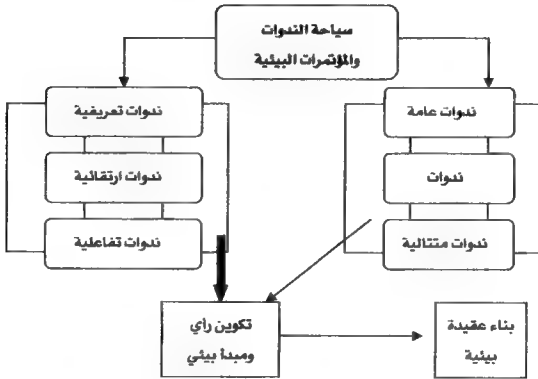 سياحة الندوات
والمؤتمرات البيئية
ندوات عامة
ندوات
ندوات متتالية
ندوات تعريفية
ندوات ارتقائية
ندوات تفاعلية
تكوين رأي
ومبدأ بيئي
بناء عقيدة
بيئية